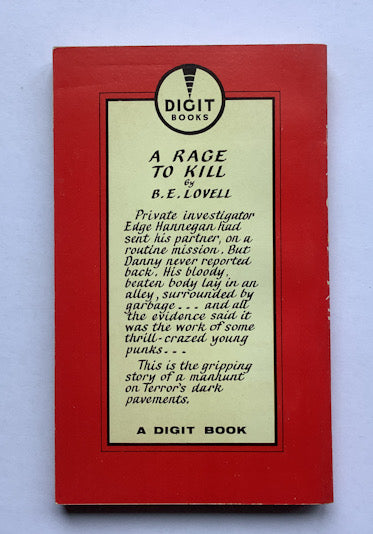 DIGIT
BOOKS
A RAGE
TO KILL
by
B.E. LOVELL
Private investigator
Edge Hannegan had
sent his partner, on a
routine mission. But
Danny never reported
back. His bloody,
beaten body lay in an
alley, surrounded by
garbage... and all
the evidence said it
was the work of some
thrill-crazed young
punks...
This is the gripping
story of a manhunt
on Terror's dark
pavements.
A DIGIT BOOK